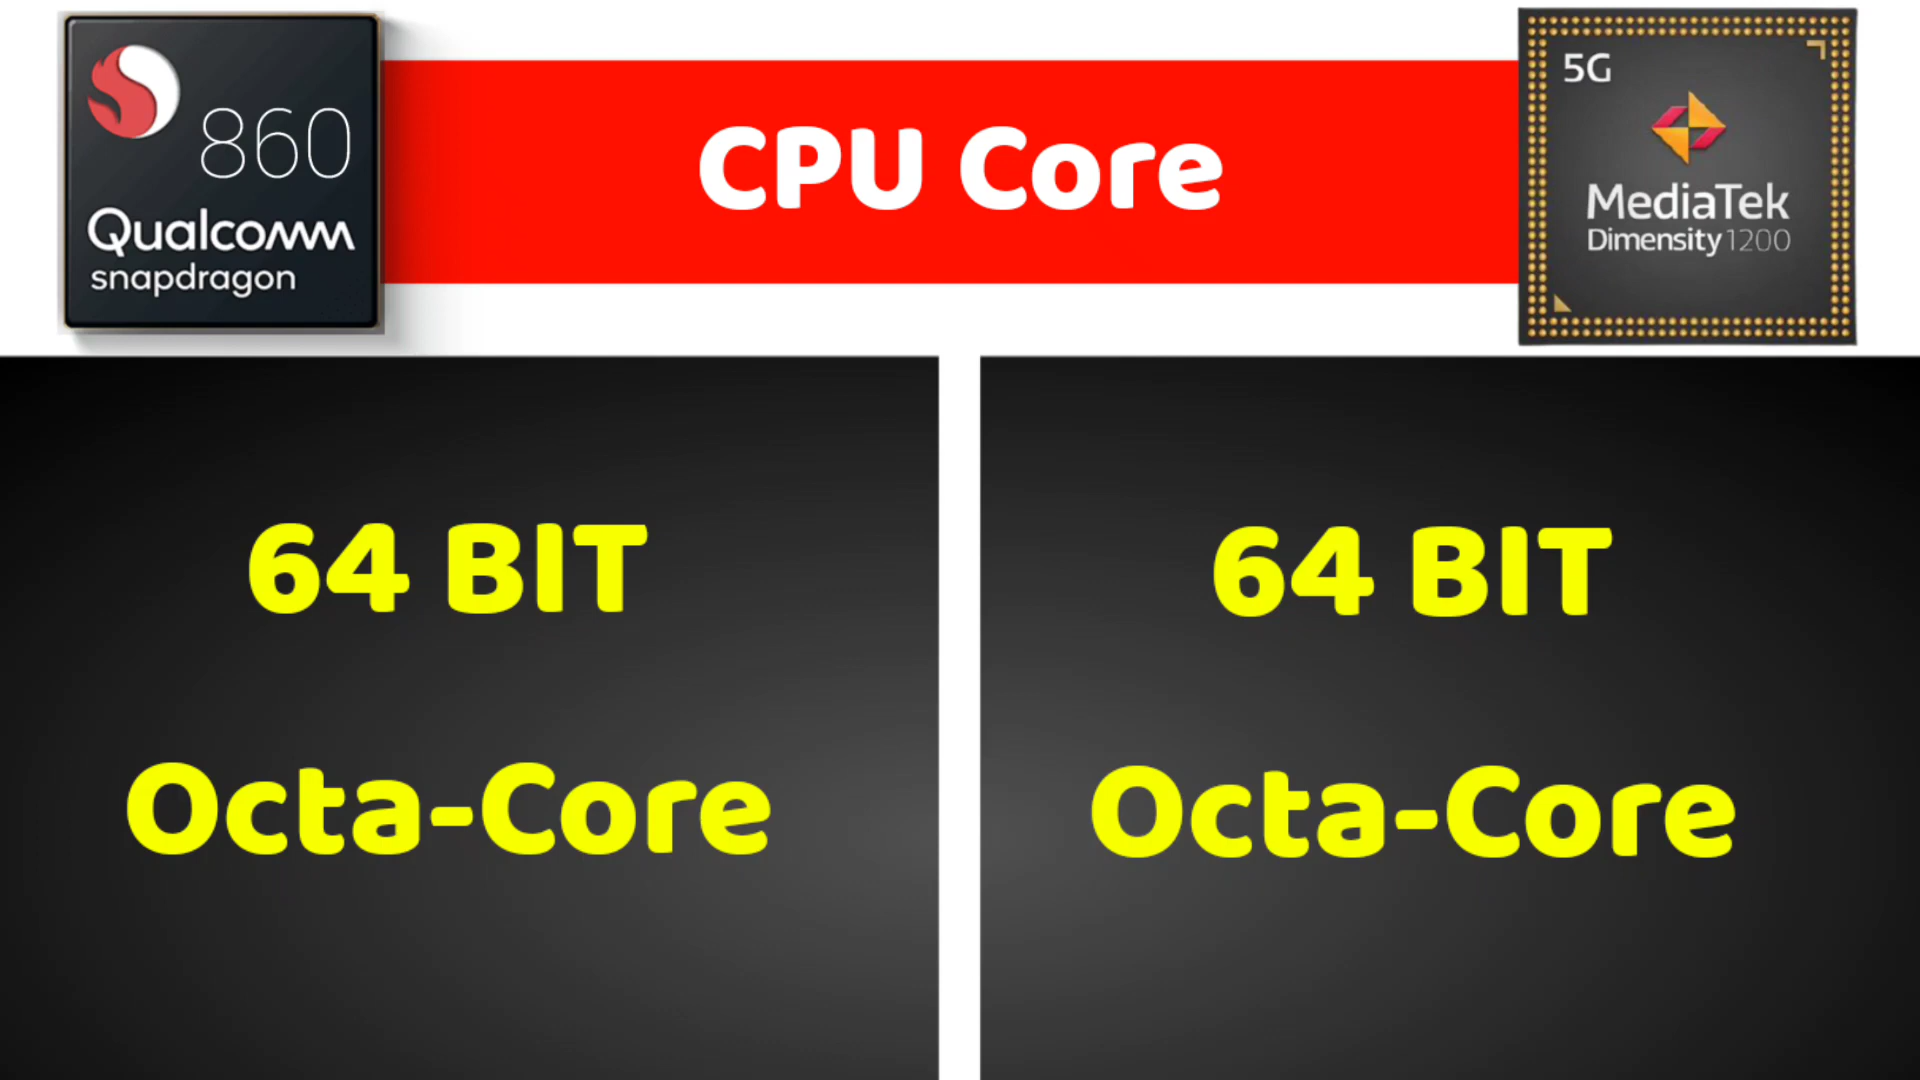 860
Qualcomm
snapdragon
CPU Core
5G
MediaTek
Dimensity 1200
64 BIT
Octa-Core
64 BIT
Octa-Core